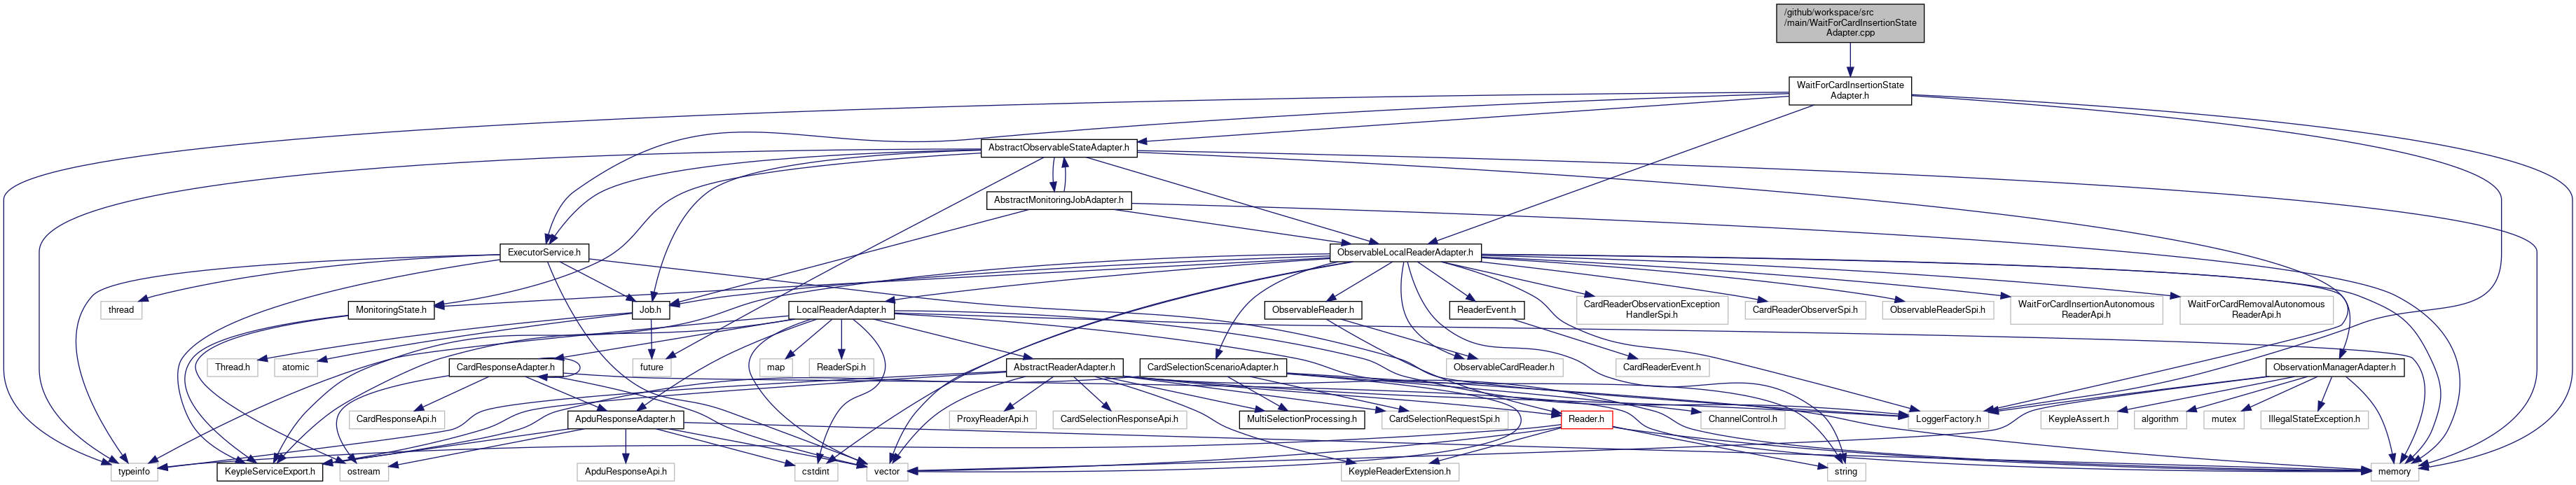 /github/workspace/src
/main/WaitForCardInsertionState
Adapter.cpp
WaitForCardInsertionState
Adapter.h
AbstractObservableStateAdapter.h
AbstractMonitoringJobAdapter.h
ExecutorService.h
ObservableLocalReaderAdapter.h
thread
MonitoringState.h
Job.h
LocalReaderAdapter.h
ObservableReader.h
ReaderEvent.h
CardReaderObservationException
HandlerSpi.h
CardReaderObserverSpi.h
ObservableReaderSpi.h
WaitForCardInsertionAutonomous
ReaderApi.h
WaitForCardRemovalAutonomous
ReaderApi.h
Thread.h
atomic
future
CardResponseAdapter.h
map
ReaderSpi.h
AbstractReaderAdapter.h
CardSelectionScenarioAdapter.h
ObservableCardReader.h
CardReaderEvent.h
ObservationManagerAdapter.h
CardResponseApi.h
ApduResponseAdapter.h
ProxyReaderApi.h
CardSelectionResponseApi.h
MultiSelectionProcessing.h
CardSelectionRequestSpi.h
Reader.h
ChannelControl.h
LoggerFactory.h
KeypleAssert.h
algorithm
mutex
IllegalStateException.h
typeinfo
KeypleServiceExport.h
ostream
ApduResponseApi.h
cstdint
vector
KeypleReaderExtension.h
string
memory